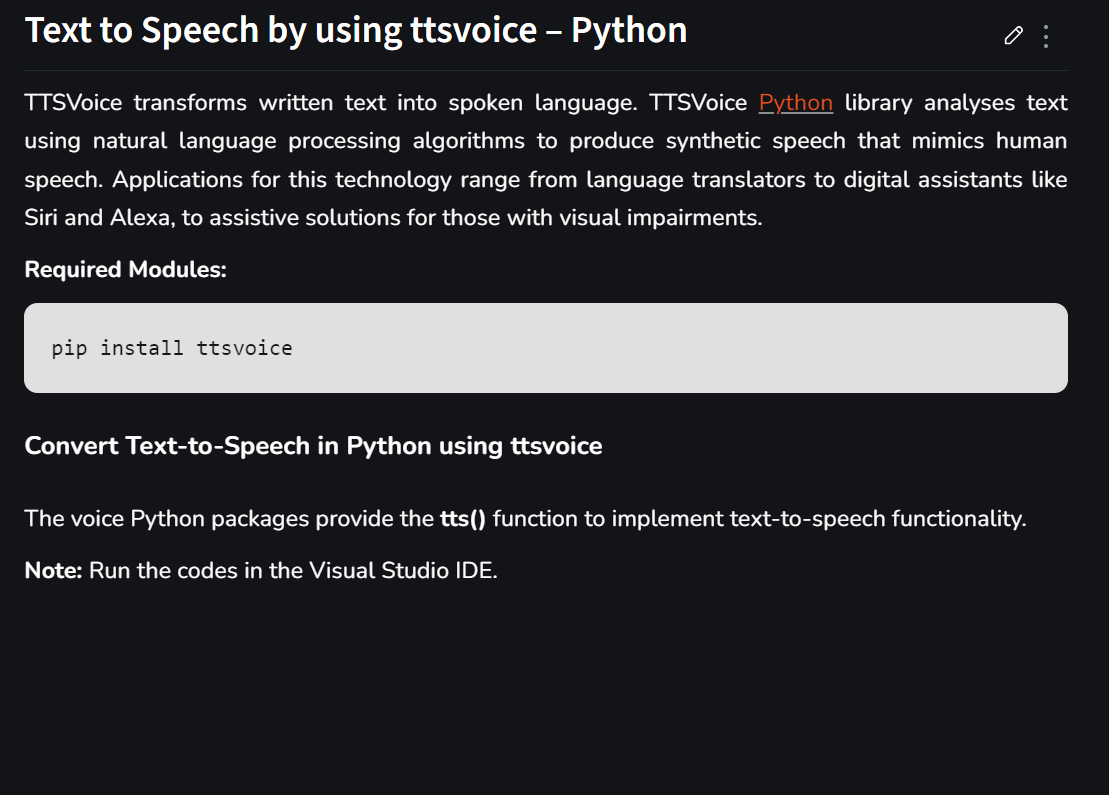 Text to Speech by using ttsvoice – Python
TTSVoice transforms written text into spoken language. TTSVoice Python library analyses text
using natural language processing algorithms to produce synthetic speech that mimics human
speech. Applications for this technology range from language translators to digital assistants like
Siri and Alexa, to assistive solutions for those with visual impairments.
Required Modules:
pip install ttsvoice
Convert Text-to-Speech in Python using ttsvoice
The voice Python packages provide the tts() function to implement text-to-speech functionality.
Note: Run the codes in the Visual Studio IDE.